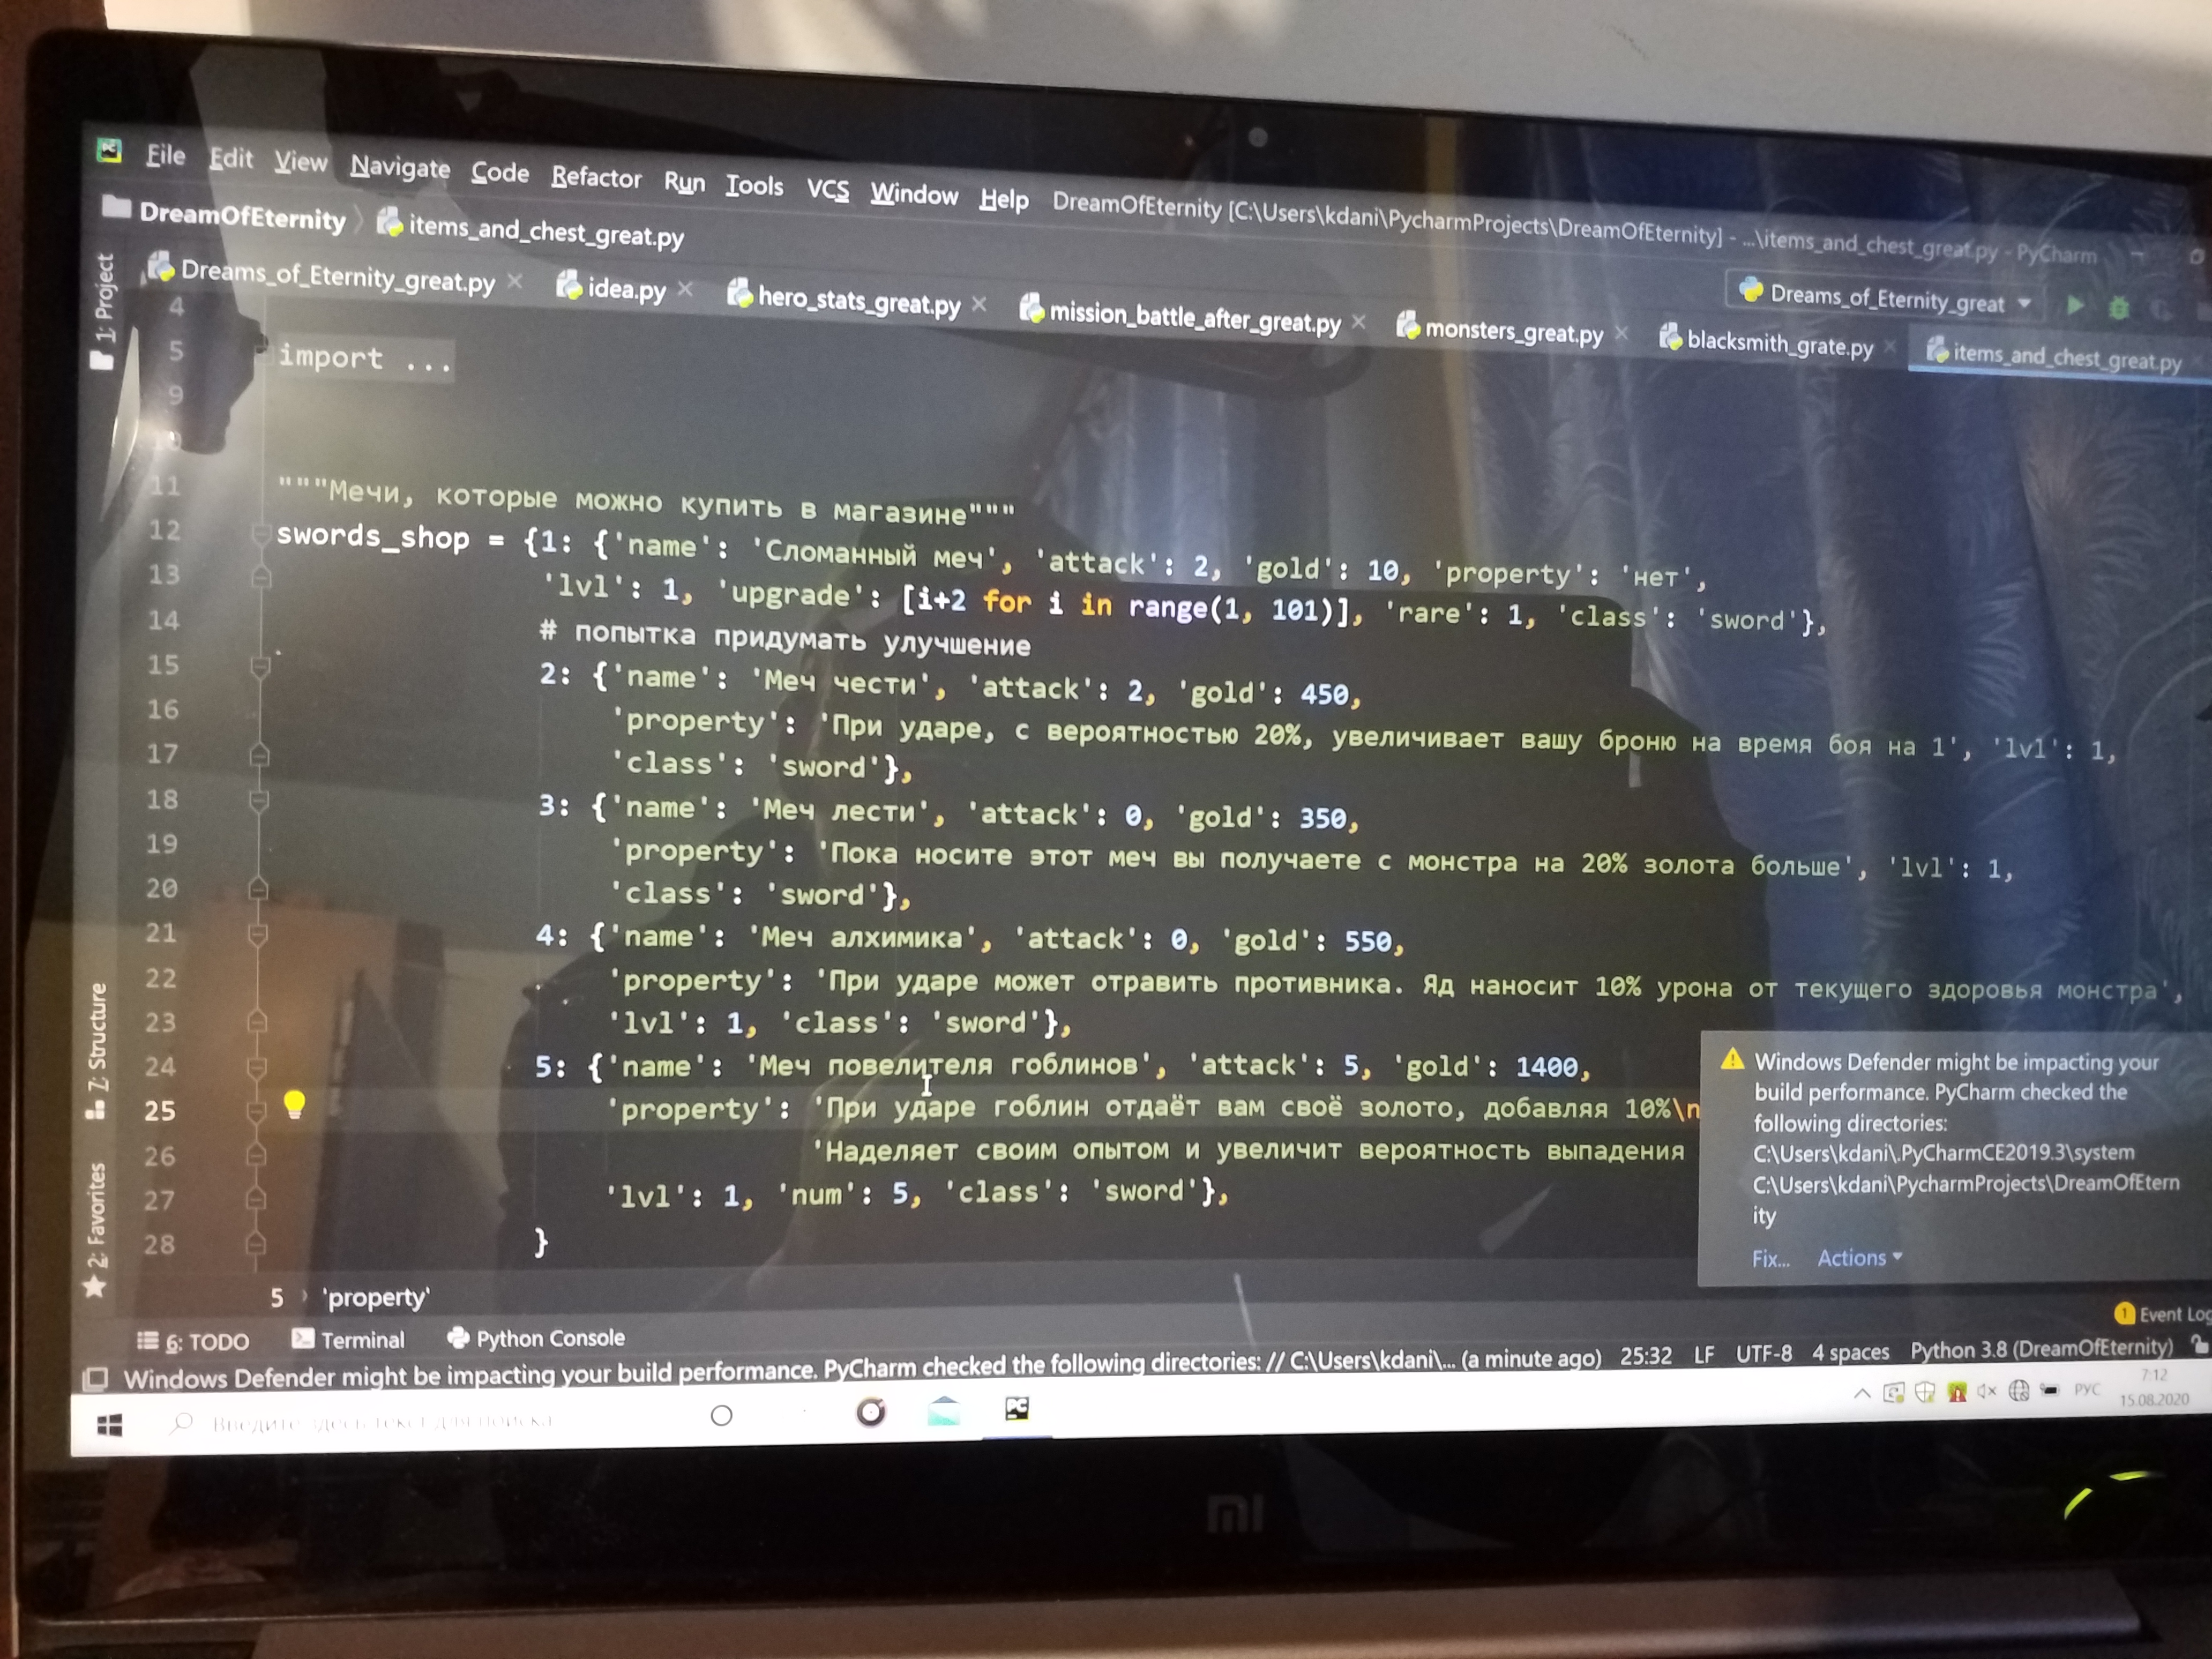 File Edit View Navigate Code Refactor Run Tools VCS Window Help DreamOfEternity [C:\Users\kdani\PycharmProjects\DreamOfEternity] - ...\items_and_chest_great.py - PyCharm
DreamOfEternity items_and_chest_great.py
Dreams_of_Eternity_great
Dreams_of_Eternity_great.py idea.py hero_stats_great.py mission_battle_after_great.py monsters_great.py blacksmith_grate.py items_and_chest_great.py
1: Project
7: Structure
2: Favorites
4
5 import ...
9
10
11 """Мечи, которые можно купить в магазине"""
12 swords_shop = {1: {'name': 'Сломанный меч', 'attack': 2, 'gold': 10, 'property': 'нет',
13 'lvl': 1, 'upgrade': [i+2 for i in range(1, 101)], 'rare': 1, 'class': 'sword'},
14 # попытка придумать улучшение
15 2: {'name': 'Меч чести', 'attack': 2, 'gold': 450,
16 'property': 'При ударе, с вероятностью 20%, увеличивает вашу броню на время боя на 1', 'lvl': 1,
17 'class': 'sword'},
18 3: {'name': 'Меч лести', 'attack': 0, 'gold': 350,
19 'property': 'Пока носите этот меч вы получаете с монстра на 20% золота больше', 'lvl': 1,
20 'class': 'sword'},
21 4: {'name': 'Меч алхимика', 'attack': 0, 'gold': 550,
22 'property': 'При ударе может отравить противника. Яд наносит 10% урона от текущего здоровья монстра',
23 'lvl': 1, 'class': 'sword'},
24 5: {'name': 'Меч повелителя гоблинов', 'attack': 5, 'gold': 1400,
25 'property': 'При ударе гоблин отдаёт вам своё золото, добавляя 10%\n
26 'Наделяет своим опытом и увеличит вероятность выпадения
27 'lvl': 1, 'num': 5, 'class': 'sword'},
28 }
Windows Defender might be impacting your
build performance. PyCharm checked the
following directories:
C:\Users\kdani\.PyCharmCE2019.3\system
C:\Users\kdani\PycharmProjects\DreamOfEtern
ity
Fix... Actions
5 'property'
6: TODO Terminal Python Console
1 Event Log
Windows Defender might be impacting your build performance. PyCharm checked the following directories: // C:\Users\kdani\... (a minute ago) 25:32 LF UTF-8 4 spaces Python 3.8 (DreamOfEternity)
Введите здесь текст для поиска
РУС
7:12
15.08.2020
mi